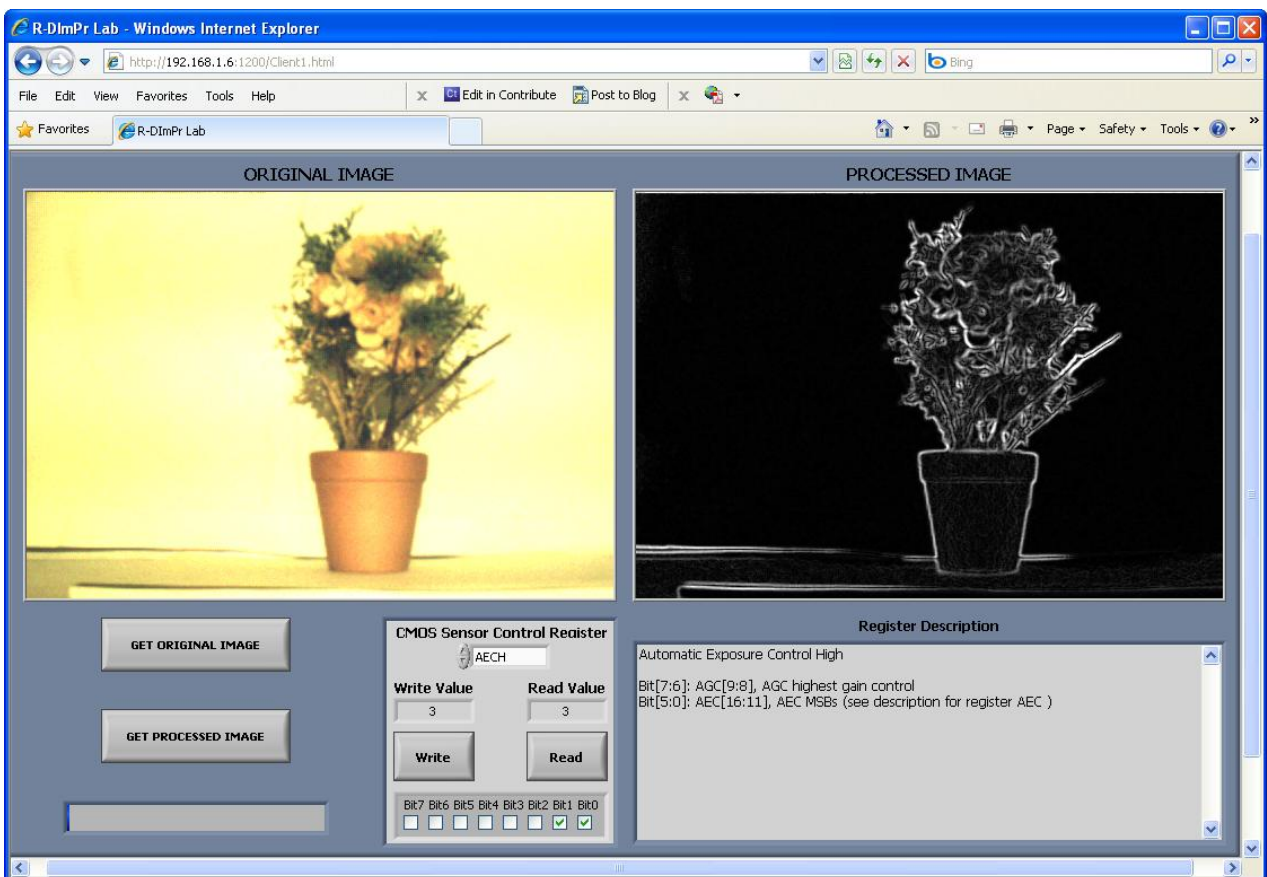 R-DImPr Lab - Windows Internet Explorer
http://192.168.1.6:1200/Client1.html
Bing
File Edit View Favorites Tools Help
X Ct Edit in Contribute Post to Blog X
Favorites R-DImPr Lab Page Safety Tools »
ORIGINAL IMAGE PROCESSED IMAGE
GET ORIGINAL IMAGE
GET PROCESSED IMAGE
CMOS Sensor Control Register
AECH
Write Value Read Value
3 3
Write Read
Bit7 Bit6 Bit5 Bit4 Bit3 Bit2 Bit1 Bit0
Register Description
Automatic Exposure Control High
Bit[7:6]: AGC[9:8], AGC highest gain control
Bit[5:0]: AEC[16:11], AEC MSBs (see description for register AEC )